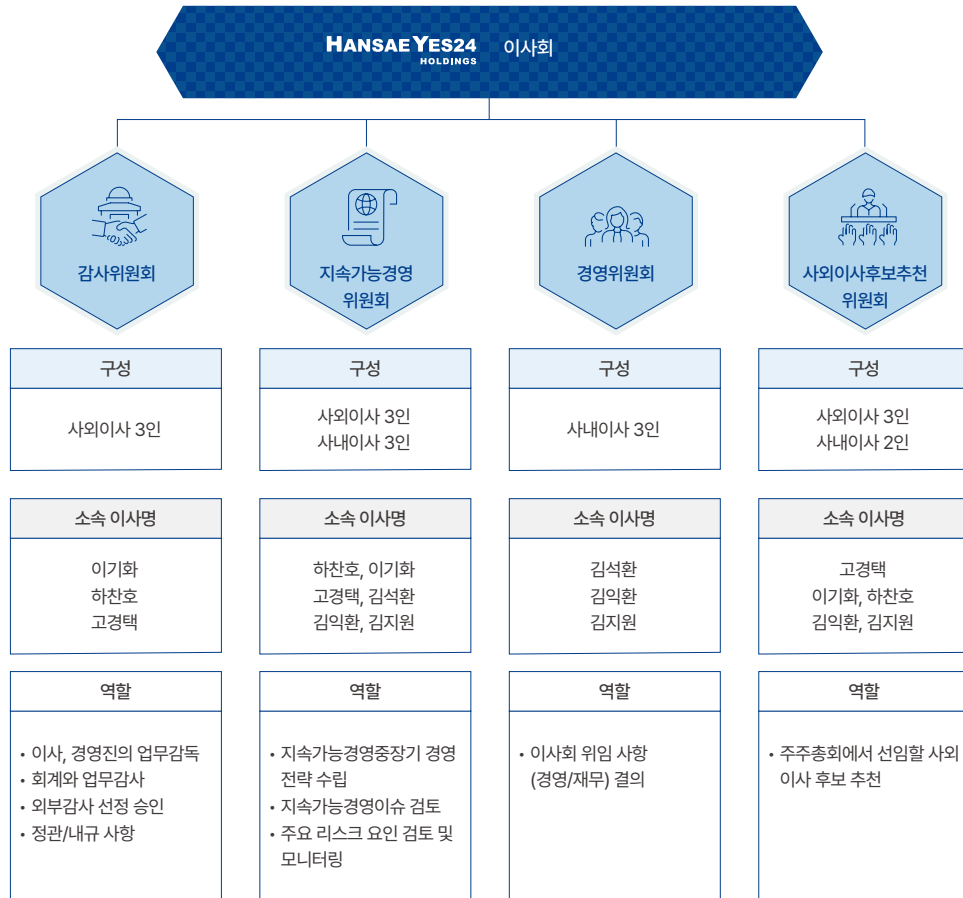 HANSAE YES24
HOLDINGS
이사회
감사위원회
지속가능경영
위원회
경영위원회
사외이사후보추천
위원회
구성
사외이사 3인
구성
사외이사 3인
사내이사 3인
구성
사내이사 3인
구성
사외이사 3인
사내이사 2인
소속 이사명
이기화
하찬호
고경택
소속 이사명
하찬호, 이기화
고경택, 김석환
김익환, 김지원
소속 이사명
김석환
김익환
김지원
소속 이사명
고경택
이기화, 하찬호
김익환, 김지원
역할
• 이사, 경영진의 업무감독
• 회계와 업무감사
• 외부감사 선정 승인
• 정관/내규 사항
역할
• 지속가능경영중장기 경영
전략 수립
• 지속가능경영이슈 검토
• 주요 리스크 요인 검토 및
모니터링
역할
• 이사회 위임 사항
(경영/재무) 결의
역할
• 주주총회에서 선임할 사외
이사 후보 추천